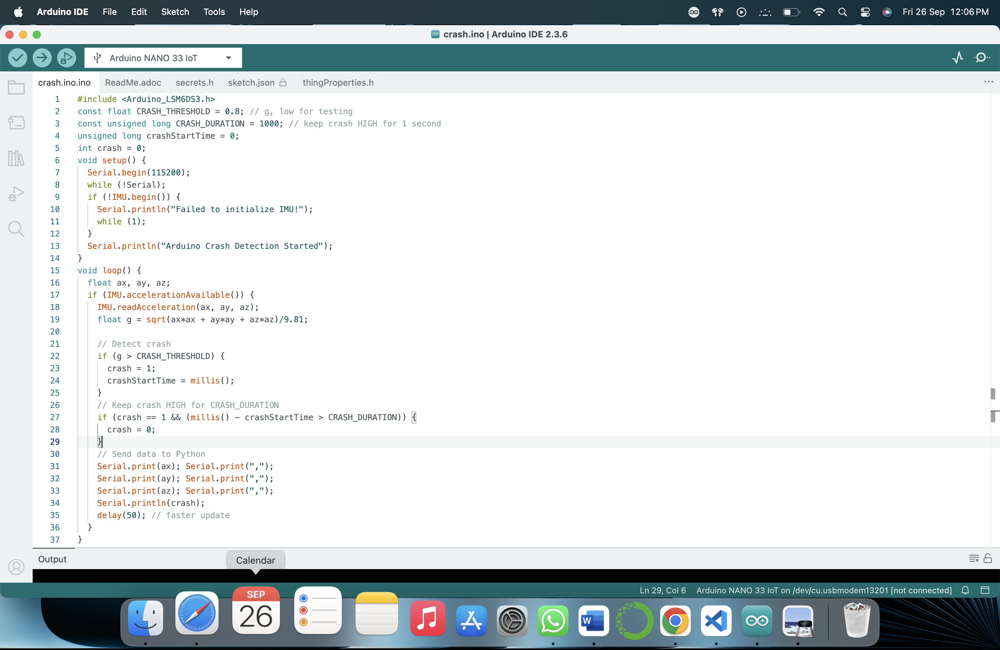 Arduino IDE File Edit Sketch Tools Help Fri 26 Sep 12:06 PM
crash.ino | Arduino IDE 2.3.6
Arduino NANO 33 IoT
crash.ino.ino ReadMe.adoc secrets.h sketch.json thingProperties.h ...
1 #include <Arduino_LSM6DS3.h>
2 const float CRASH_THRESHOLD = 0.8; // g, low for testing
3 const unsigned long CRASH_DURATION = 1000; // keep crash HIGH for 1 second
4 unsigned long crashStartTime = 0;
5 int crash = 0;
6 void setup() {
7 Serial.begin(115200);
8 while (!Serial);
9 if (!IMU.begin()) {
10 Serial.println("Failed to initialize IMU!");
11 while (1);
12 }
13 Serial.println("Arduino Crash Detection Started");
14 }
15 void loop() {
16 float ax, ay, az;
17 if (IMU.accelerationAvailable()) {
18 IMU.readAcceleration(ax, ay, az);
19 float g = sqrt(ax*ax + ay*ay + az*az)/9.81;
20
21 // Detect crash
22 if (g > CRASH_THRESHOLD) {
23 crash = 1;
24 crashStartTime = millis();
25 }
26 // Keep crash HIGH for CRASH_DURATION
27 if (crash == 1 && (millis() - crashStartTime > CRASH_DURATION)) {
28 crash = 0;
29 }
30 // Send data to Python
31 Serial.print(ax); Serial.print(",");
32 Serial.print(ay); Serial.print(",");
33 Serial.print(az); Serial.print(",");
34 Serial.println(crash);
35 delay(50); // faster update
36 }
37 }
Output
Calendar
Ln 29, Col 6 Arduino NANO 33 IoT on /dev/cu.usbmodem13201 [not connected]
SEP
26
W